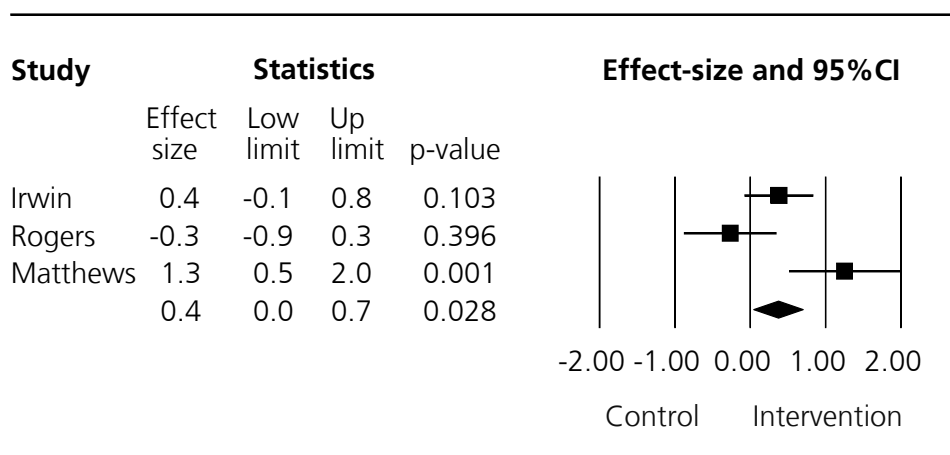 Study Statistics Effect-size and 95%CI
Effect Low Up
size limit limit p-value
Irwin 0.4 -0.1 0.8 0.103
Rogers -0.3 -0.9 0.3 0.396
Matthews 1.3 0.5 2.0 0.001
0.4 0.0 0.7 0.028
-2.00 -1.00 0.00 1.00 2.00
Control Intervention